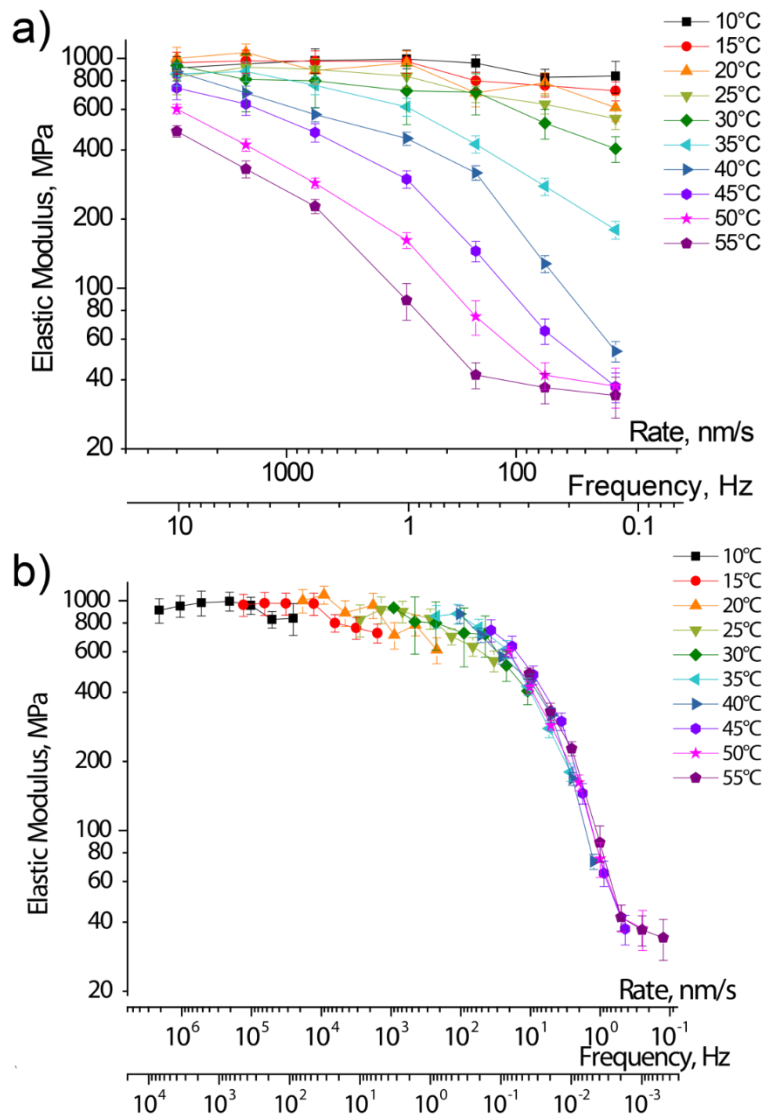 a)
Elastic Modulus, MPa
1000
800
600
400
200
100
80
60
40
20
10°C
15°C
20°C
25°C
30°C
35°C
40°C
45°C
50°C
55°C
Rate, nm/s
1000 100
Frequency, Hz
10 1 0.1
b)
Elastic Modulus, MPa
1000
800
600
400
200
100
80
60
40
20
10°C
15°C
20°C
25°C
30°C
35°C
40°C
45°C
50°C
55°C
Rate, nm/s
10⁶ 10⁵ 10⁴ 10³ 10² 10¹ 10⁰ 10⁻¹
Frequency, Hz
10⁴ 10³ 10² 10¹ 10⁰ 10⁻¹ 10⁻² 10⁻³